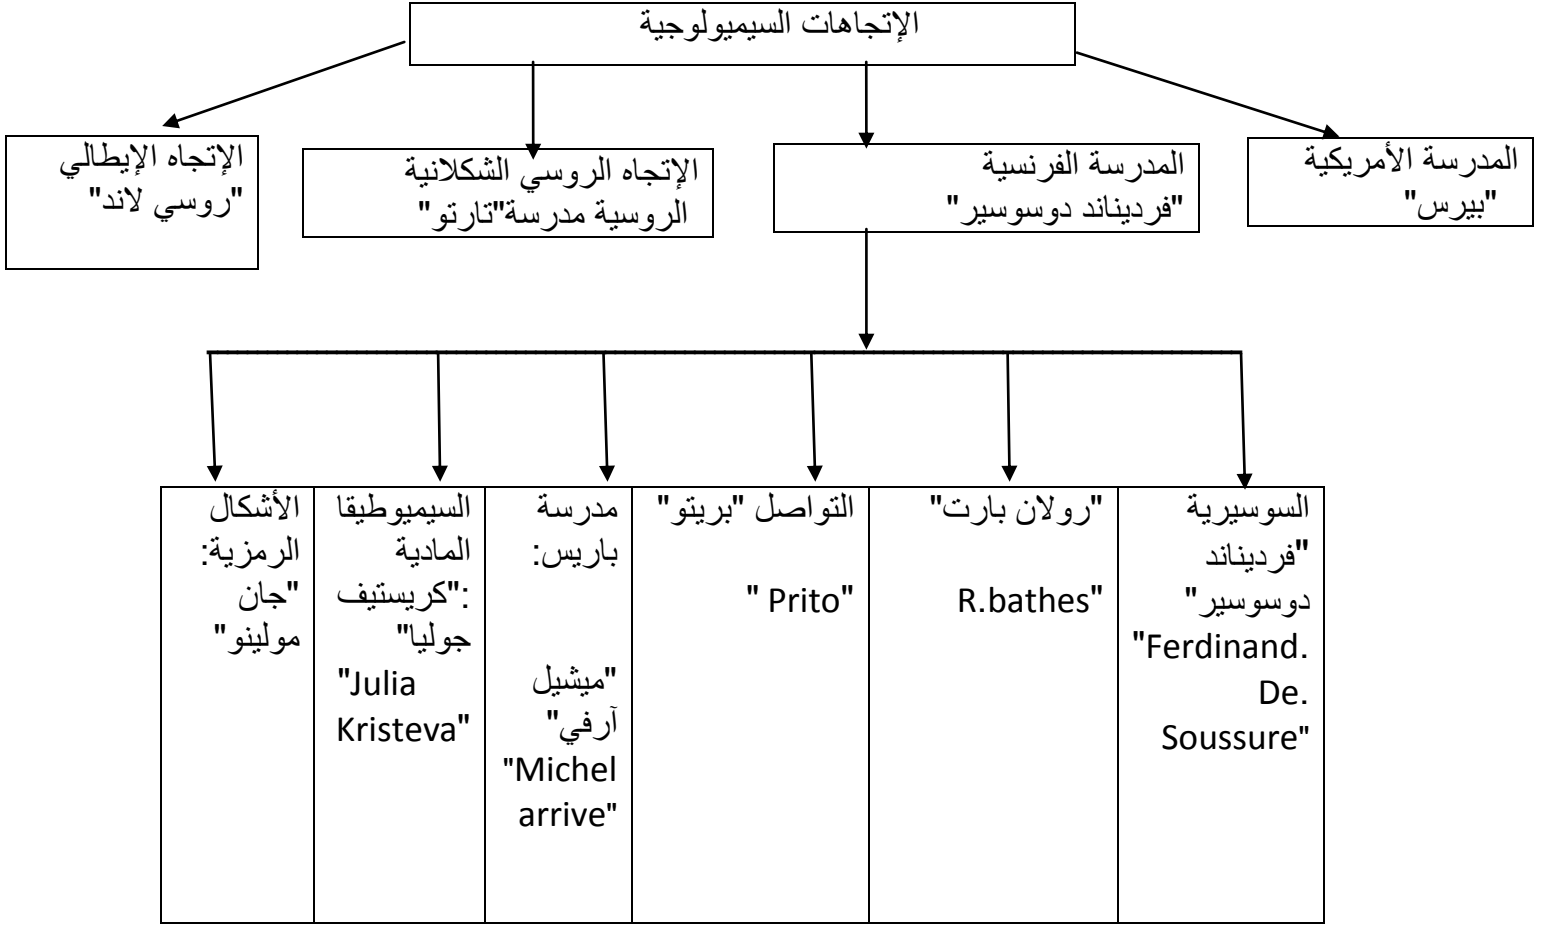 الإتجاهات السيميولوجية
المدرسة الأمريكية
"بيرس"
المدرسة الفرنسية
"فرديناند دوسوسير"
الإتجاه الروسي الشكلانية
الروسية مدرسة"تارتو"
الإتجاه الإيطالي
"روسي لاند"
السوسيرية
"فرديناند
دوسوسير"
"Ferdinand.
De.
Soussure"
"رولان بارت"
R.bathes"
التواصل "بريتو"
" Prito"
مدرسة
باريس:
"ميشيل
آرفي"
"Michel
arrive"
السيميوطيقا
المادية
:"كريستيف
جوليا"
"Julia
Kristeva"
الأشكال
الرمزية:
"جان
مولينو"